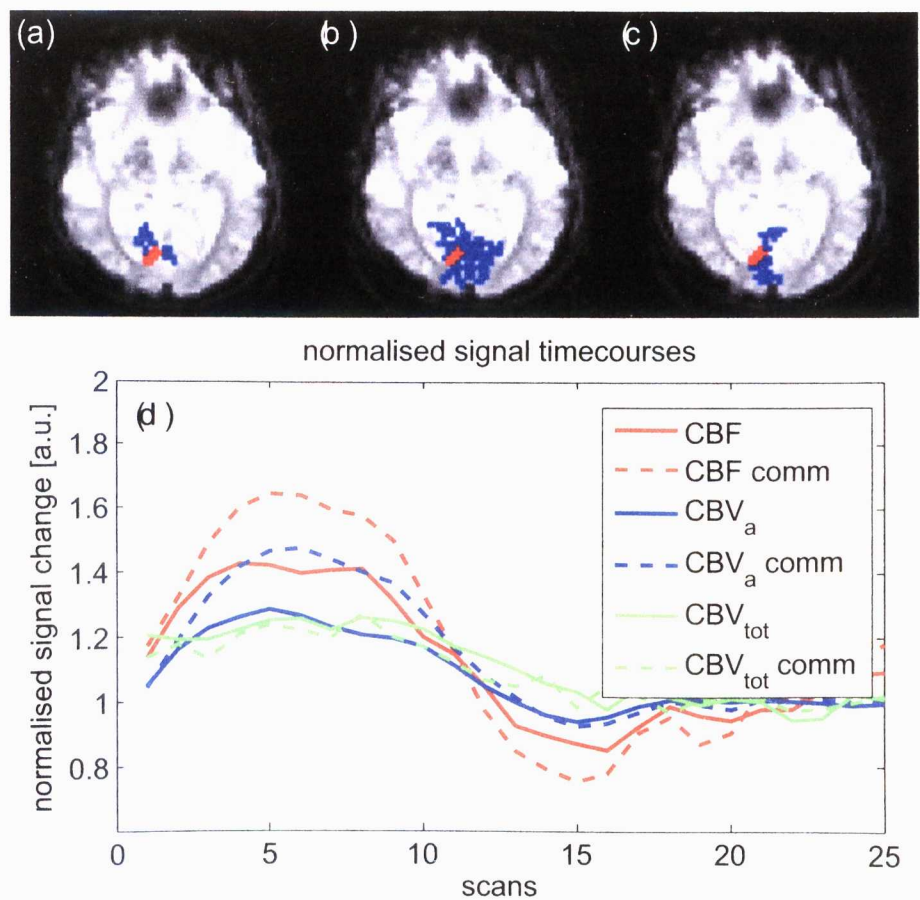 (a)
(b)
(c)
normalised signal timecourses
normalised signal change [a.u.]
2
1.8
1.6
1.4
1.2
1
0.8
(d)
CBF
CBF comm
CBV_a
CBV_a comm
CBV_tot
CBV_tot comm
0 5 10 15 20 25
scans